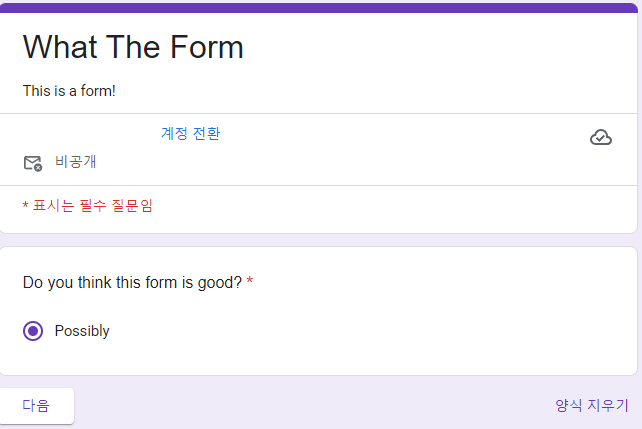 What The Form
This is a form!
계정 전환
비공개
* 표시는 필수 질문임
Do you think this form is good? *
Possibly
다음
양식 지우기